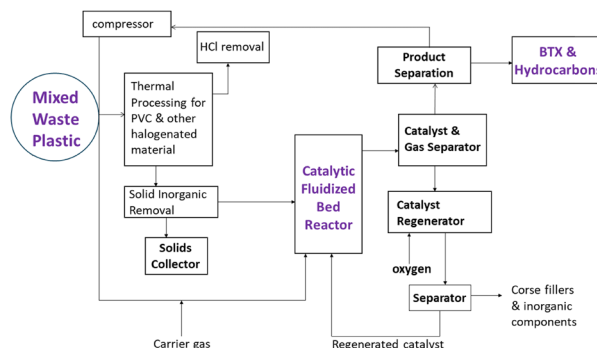 compressor
HCl removal
Product
Separation
BTX &
Hydrocarbons
Mixed
Waste
Plastic
Thermal
Processing for
PVC & other
halogenated
material
Catalyst &
Gas Separator
Catalytic
Fluidized
Bed
Reactor
Solid Inorganic
Removal
Catalyst
Regenerator
Solids
Collector
oxygen
Separator
Corse fillers
& inorganic
components
Carrier gas
Regenerated catalyst